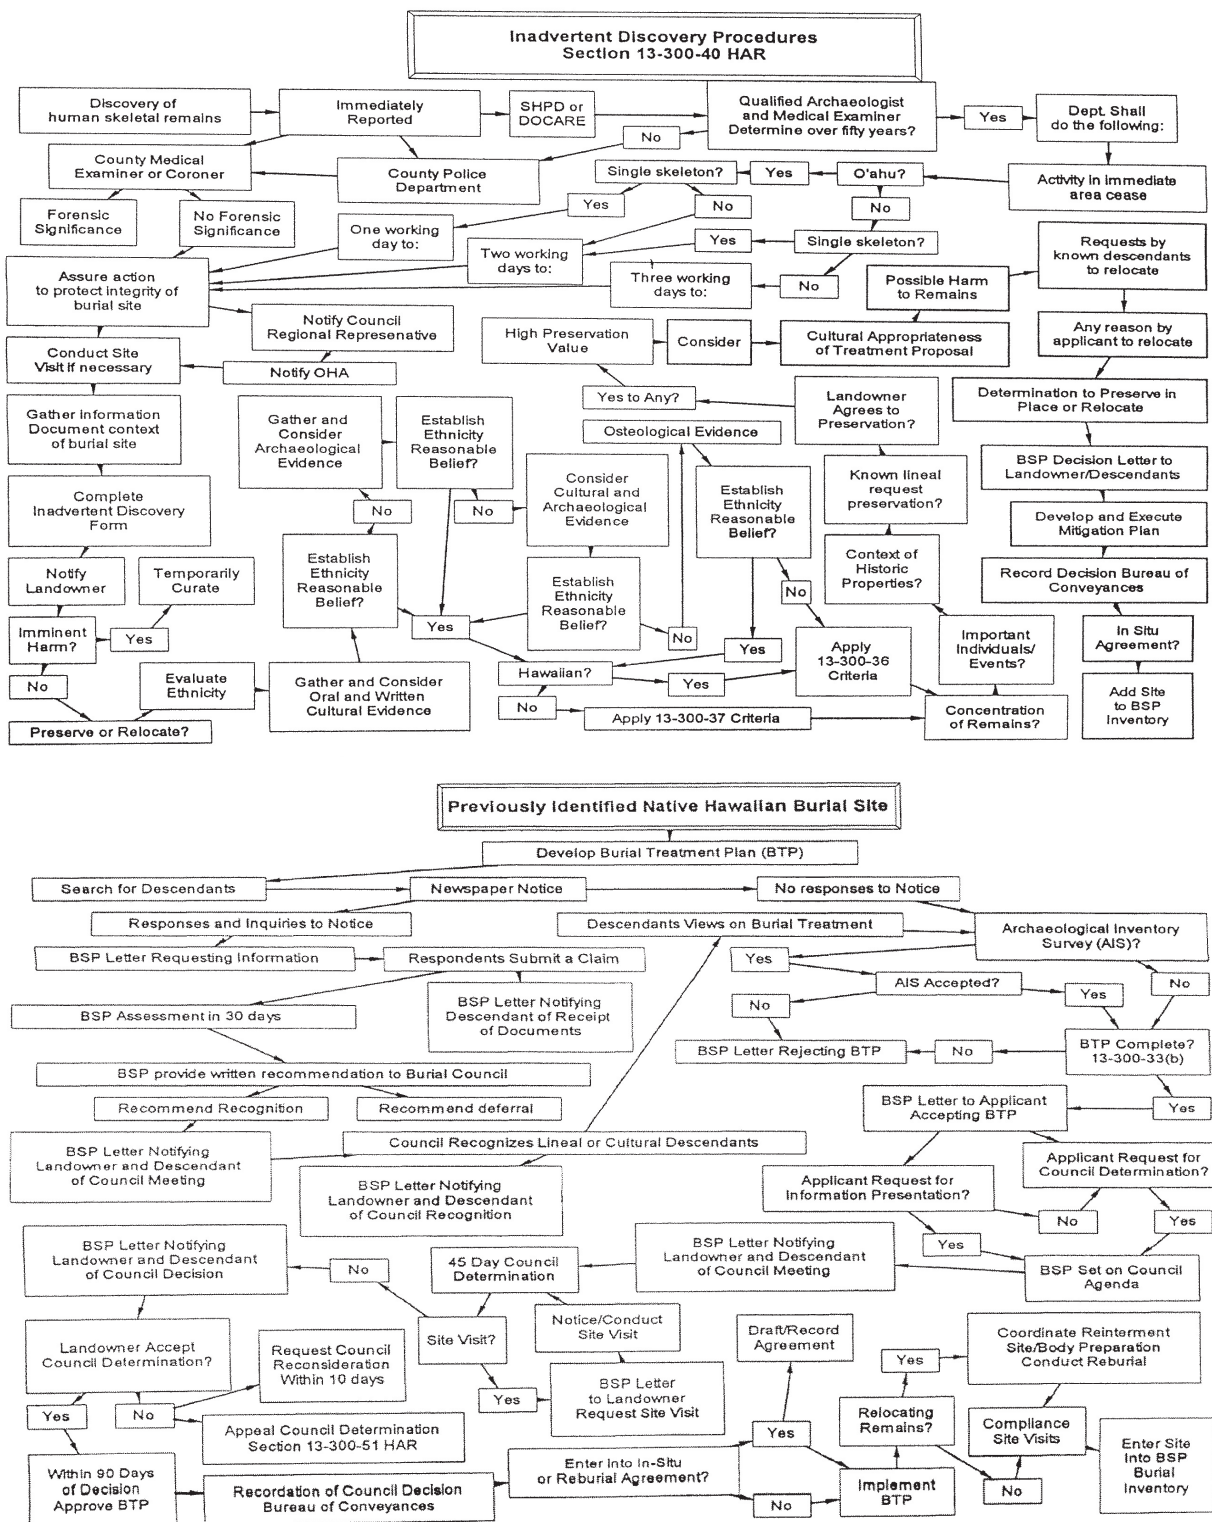 Inadvertent Discovery Procedures
Section 13-300-40 HAR
Discovery of
human skeletal remains
Immediately
Reported
SHPD or
DOCARE
Qualified Archaeologist
and Medical Examiner
Determine over fifty years?
Yes
Dept. Shall
do the following:
No
County Medical
Examiner or Coroner
County Police
Department
Single skeleton?
Yes
O'ahu?
Activity in immediate
area cease
Forensic
Significance
No Forensic
Significance
Yes
No
No
One working
day to:
Two working
days to:
Yes
Single skeleton?
Requests by
known descendants
to relocate
Assure action
to protect integrity of
burial site
Three working
days to:
No
Possible Harm
to Remains
Notify Council
Regional Represenative
High Preservation
Value
Consider
Cultural Appropriateness
of Treatment Proposal
Any reason by
applicant to relocate
Conduct Site
Visit if necessary
Notify OHA
Determination to Preserve in
Place or Relocate
Gather information
Document context
of burial site
Gather and
Consider
Archaeological
Evidence
Establish
Ethnicity
Reasonable
Belief?
Yes to Any?
Landowner
Agrees to
Preservation?
Osteological Evidence
BSP Decision Letter to
Landowner/Descendants
Complete
Inadvertent Discovery
Form
No
No
Consider
Cultural and
Archaeological
Evidence
Establish
Ethnicity
Reasonable
Belief?
Known lineal
request
preservation?
Develop and Execute
Mitigation Plan
Notify
Landowner
Temporarily
Curate
Establish
Ethnicity
Reasonable
Belief?
Establish
Ethnicity
Reasonable
Belief?
Context of
Historic
Properties?
Record Decision Bureau of
Conveyances
No
Imminent
Harm?
Yes
Yes
No
Yes
Apply
13-300-36
Criteria
Important
Individuals/
Events?
In Situ
Agreement?
No
Evaluate
Ethnicity
Gather and Consider
Oral and Written
Cultural Evidence
Hawaiian?
Yes
No
Apply 13-300-37 Criteria
Concentration
of Remains?
Add Site
to BSP
Inventory
Preserve or Relocate?
Previously Identified Native Hawaiian Burial Site
Develop Burial Treatment Plan (BTP)
Search for Descendants
Newspaper Notice
No responses to Notice
Responses and Inquiries to Notice
Descendants Views on Burial Treatment
Archaeological Inventory
Survey (AIS)?
BSP Letter Requesting Information
Respondents Submit a Claim
Yes
AIS Accepted?
Yes
No
BSP Assessment in 30 days
BSP Letter Notifying
Descendant of Receipt
of Documents
No
BSP Letter Rejecting BTP
No
BTP Complete?
13-300-33(b)
BSP provide written recommendation to Burial Council
Recommend Recognition
Recommend deferral
BSP Letter to Applicant
Accepting BTP
Yes
BSP Letter Notifying
Landowner and Descendant
of Council Meeting
Council Recognizes Lineal or Cultural Descendants
Applicant Request for
Council Determination?
BSP Letter Notifying
Landowner and Descendant
of Council Recognition
Applicant Request for
Information Presentation?
No
Yes
Yes
BSP Letter Notifying
Landowner and Descendant
of Council Decision
No
45 Day Council
Determination
BSP Letter Notifying
Landowner and Descendant
of Council Meeting
BSP Set on Council
Agenda
Landowner Accept
Council Determination?
Request Council
Reconsideration
Within 10 days
Site Visit?
Notice/Conduct
Site Visit
Draft/Record
Agreement
Coordinate Reinterment
Site/Body Preparation
Conduct Reburial
Yes
Yes
No
Appeal Council Determination
Section 13-300-51 HAR
Yes
BSP Letter
to Landowner
Request Site Visit
Yes
Relocating
Remains?
Compliance
Site Visits
Enter Site
Into BSP
Burial
Inventory
Within 90 Days
of Decision
Approve BTP
Recordation of Council Decision
Bureau of Conveyances
Enter into In-Situ
or Reburial Agreement?
No
Implement
BTP
No